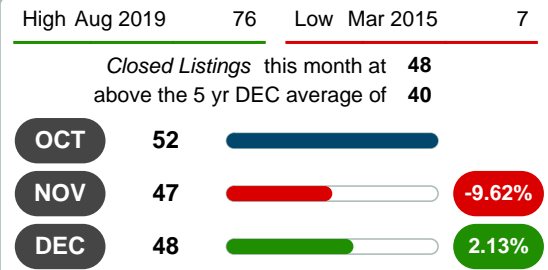 High Aug 2019 76 Low Mar 2015 7
Closed Listings this month at 48
above the 5 yr DEC average of 40
OCT 52
NOV 47 -9.62%
DEC 48 2.13%